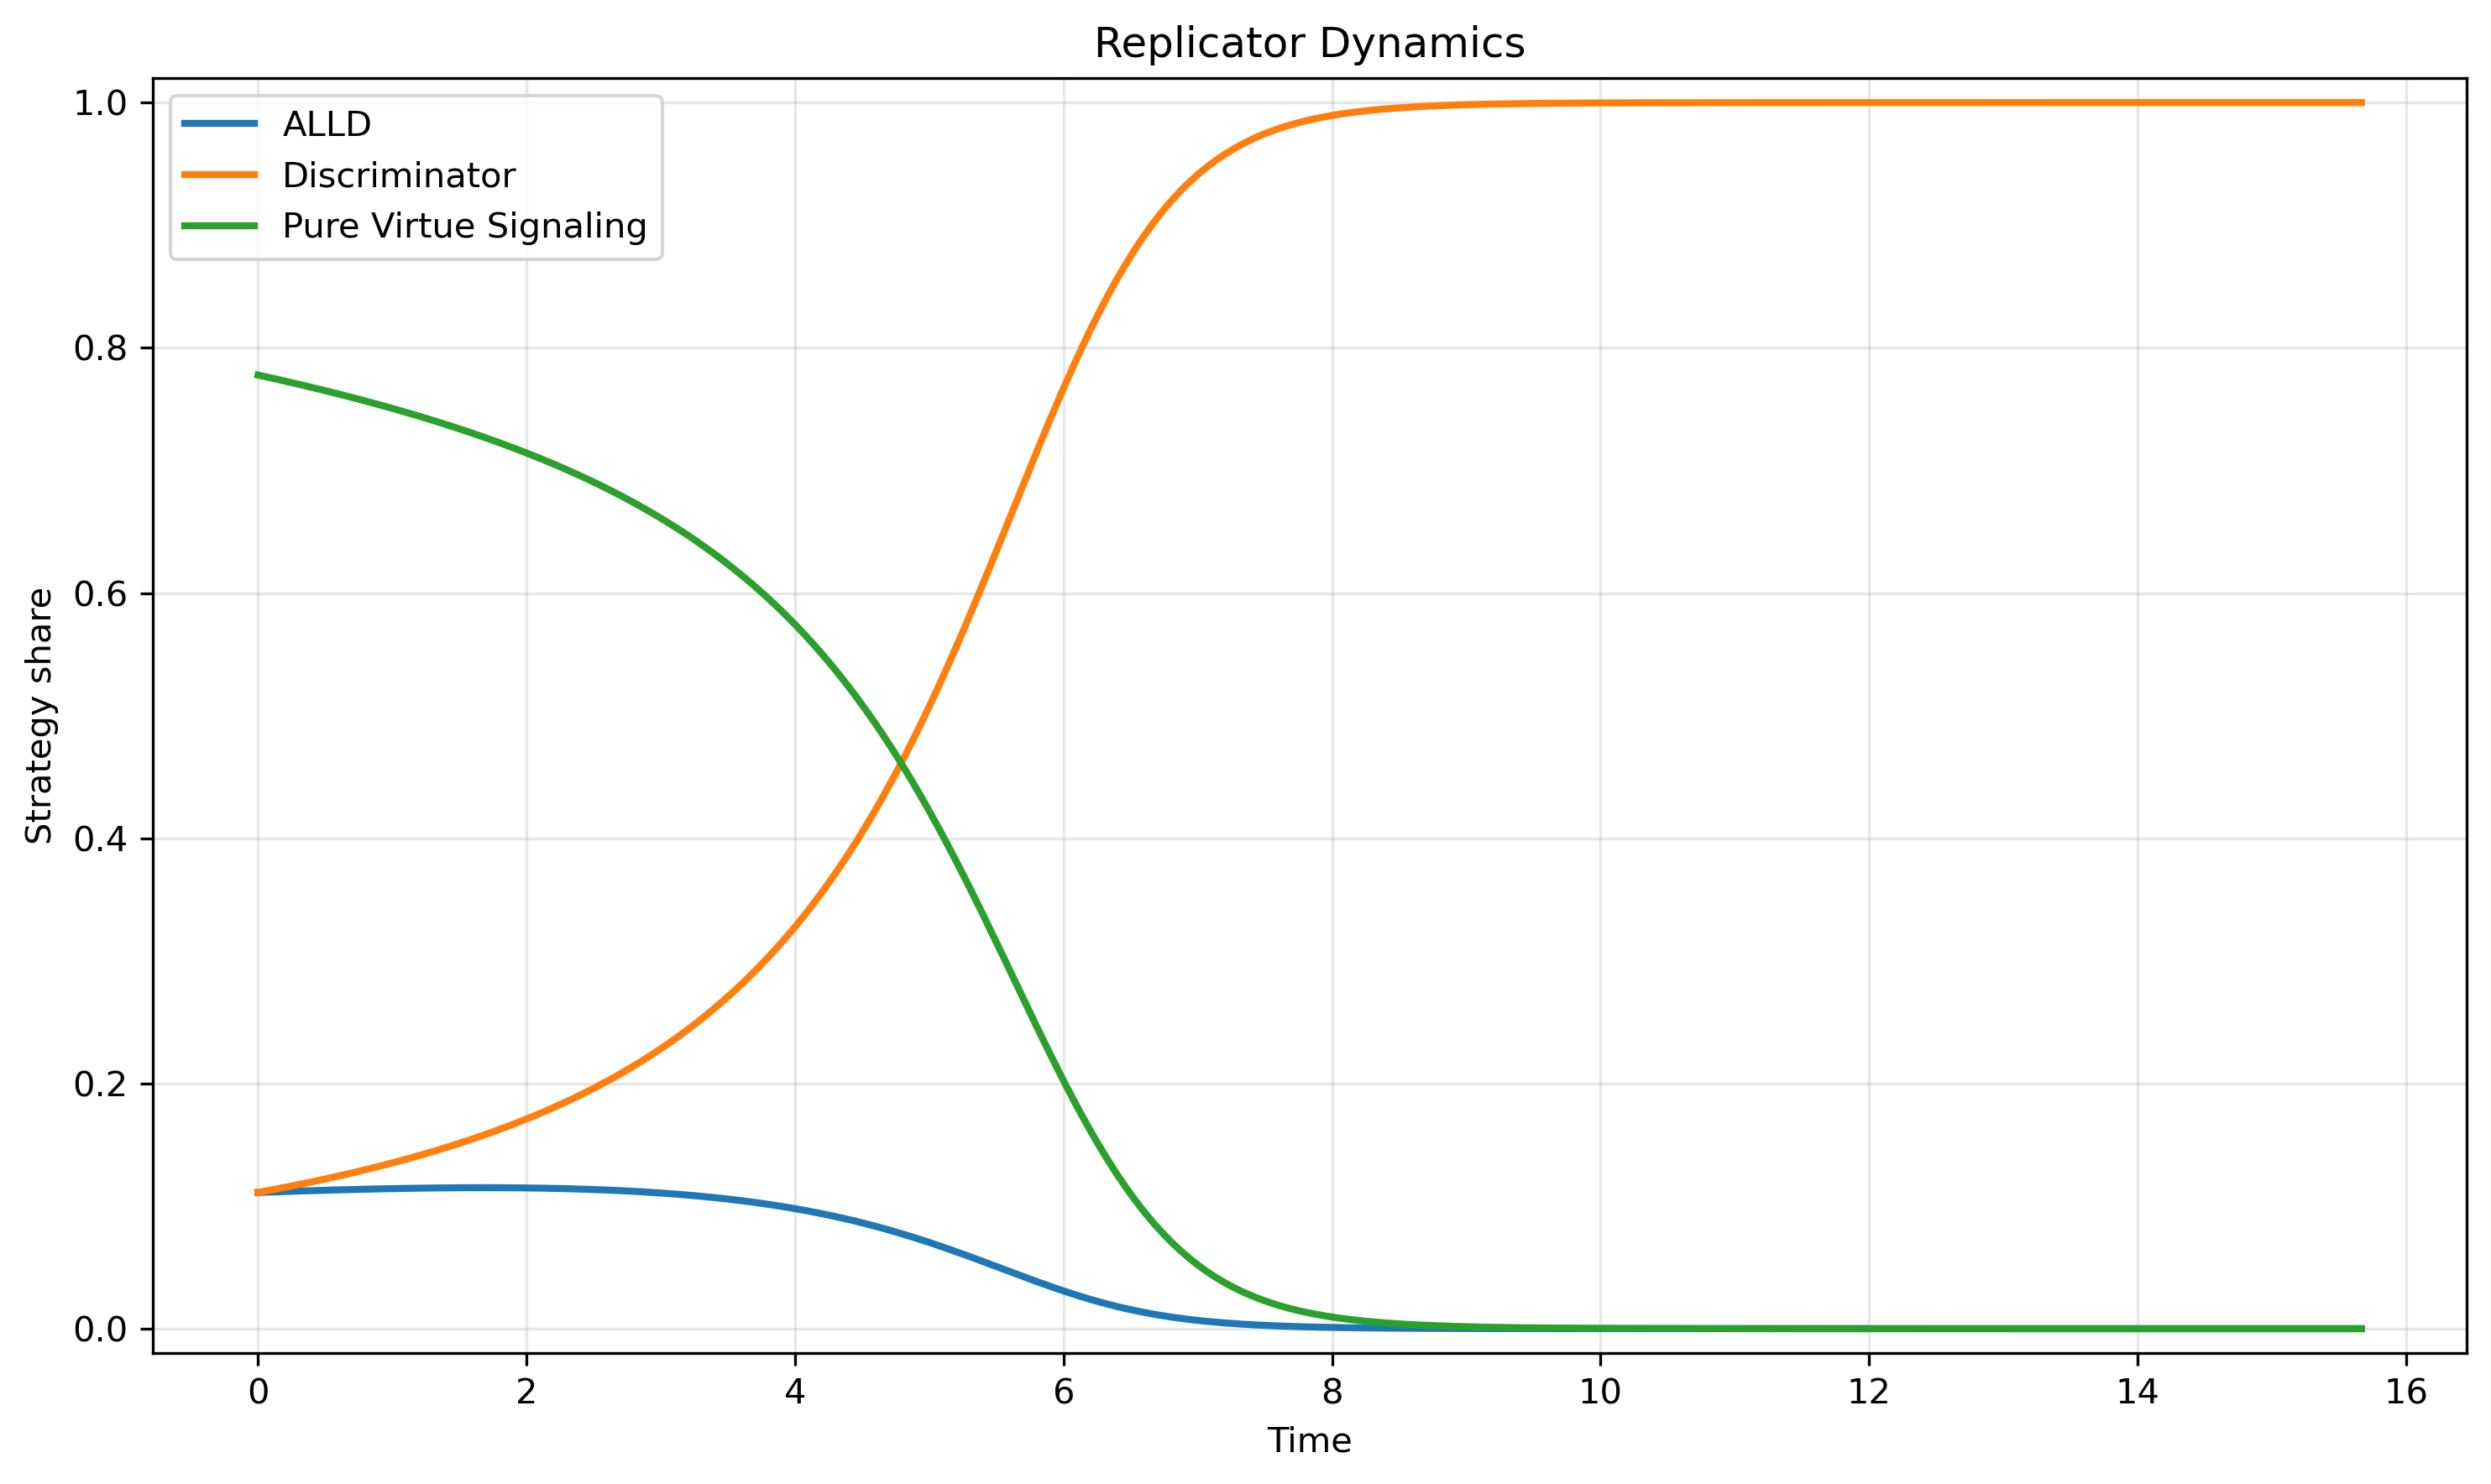 Replicator Dynamics
ALLD
Discriminator
Pure Virtue Signaling
1.0
0.8
0.6
0.4
0.2
0.0
Strategy share
0 2 4 6 8 10 12 14 16
Time